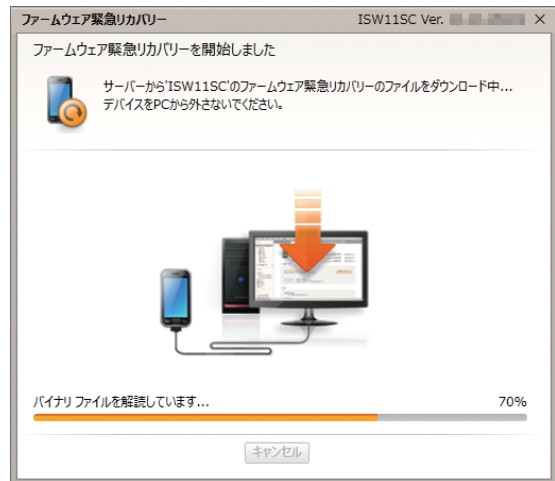 ファームウェア緊急リカバリー ISW11SC Ver.
ファームウェア緊急リカバリーを開始しました
サーバーから'ISW11SC'のファームウェア緊急リカバリーのファイルをダウンロード中...
デバイスをPCから外さないでください。
バイナリ ファイルを解読しています... 70%
キャンセル